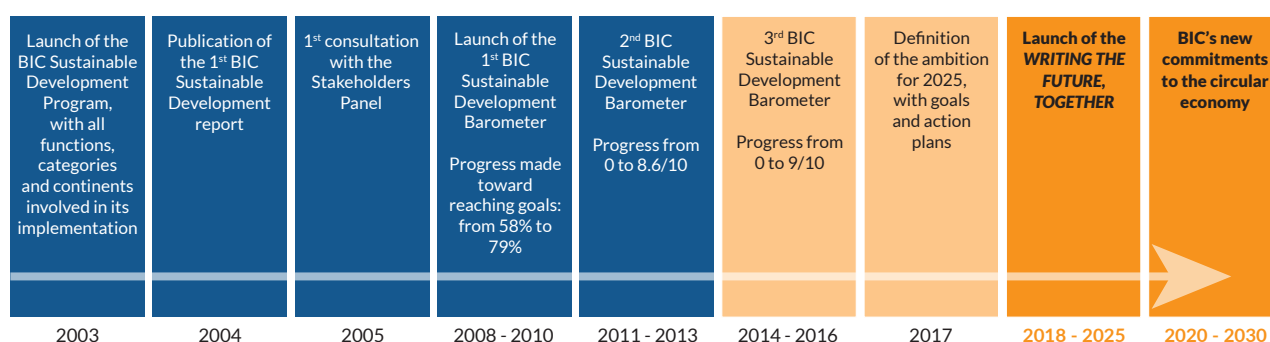 Launch of the
BIC Sustainable
Development
Program,
with all
functions,
categories
and continents
involved in its
implementation
2003
Publication of
the 1st BIC
Sustainable
Development
report
2004
1st consultation
with the
Stakeholders
Panel
2005
Launch of the
1st BIC
Sustainable
Development
Barometer
Progress made
toward
reaching goals:
from 58% to
79%
2008 - 2010
2nd BIC
Sustainable
Development
Barometer
Progress from
0 to 8.6/10
2011 - 2013
3rd BIC
Sustainable
Development
Barometer
Progress from
0 to 9/10
2014 - 2016
Definition
of the ambition
for 2025,
with goals
and action
plans
2017
Launch of the
WRITING THE
FUTURE,
TOGETHER
2018 - 2025
BIC's new
commitments
to the circular
economy
2020 - 2030